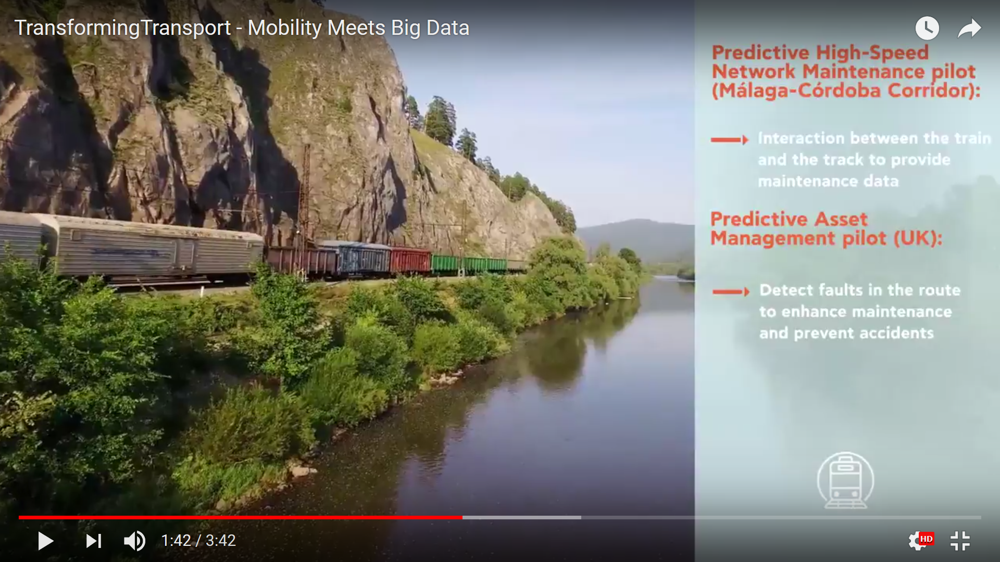 TransformingTransport - Mobility Meets Big Data
Predictive High-Speed
Network Maintenance pilot
(Málaga-Córdoba Corridor):
Interaction between the train
and the track to provide
maintenance data
Predictive Asset
Management pilot (UK):
Detect faults in the route
to enhance maintenance
and prevent accidents
1:42 / 3:42
HD